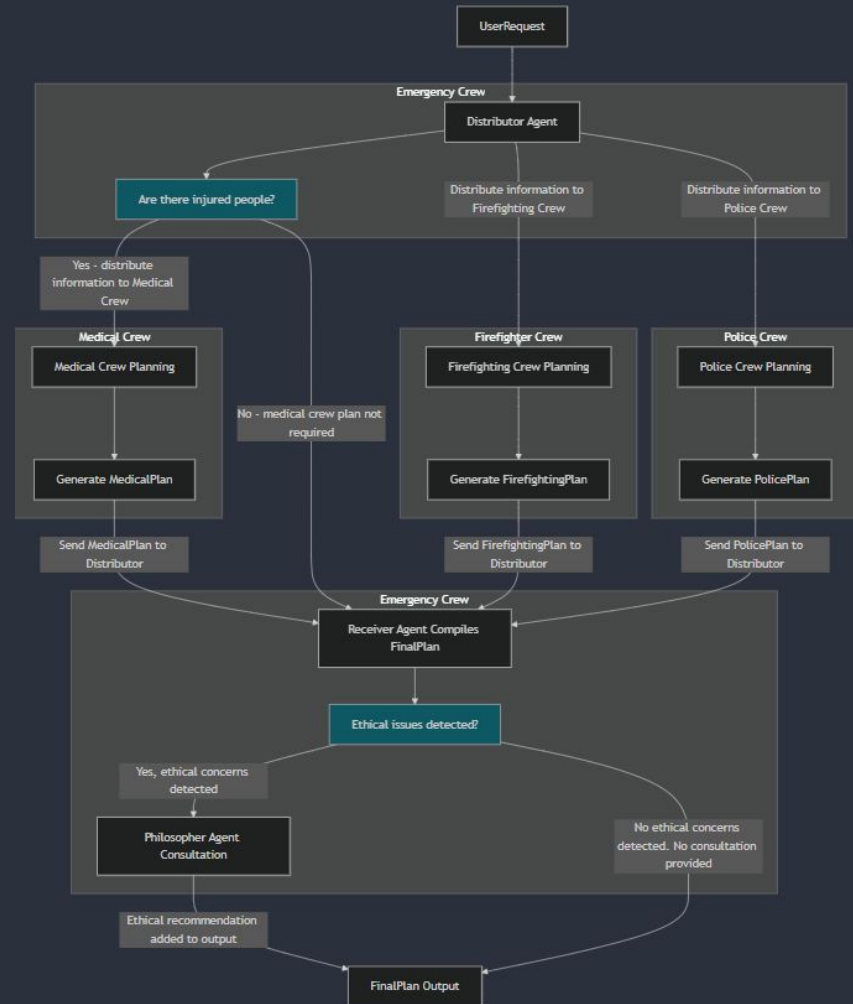 UserRequest
Emergency Crew
Distributor Agent
Are there injured people?
Distribute information to
Firefighting Crew
Distribute information to
Police Crew
Yes - distribute
information to Medical
Crew
Medical Crew
Firefighter Crew
Police Crew
Medical Crew Planning
Firefighting Crew Planning
Police Crew Planning
No - medical crew plan not
required
Generate MedicalPlan
Generate FirefightingPlan
Generate PolicePlan
Send MedicalPlan to
Distributor
Send FirefightingPlan to
Distributor
Send PolicePlan to
Distributor
Emergency Crew
Receiver Agent Compiles
FinalPlan
Ethical issues detected?
Yes, ethical concerns
detected
Philosopher Agent
Consultation
No ethical concerns
detected. No consultation
provided
Ethical recommendation
added to output
FinalPlan Output